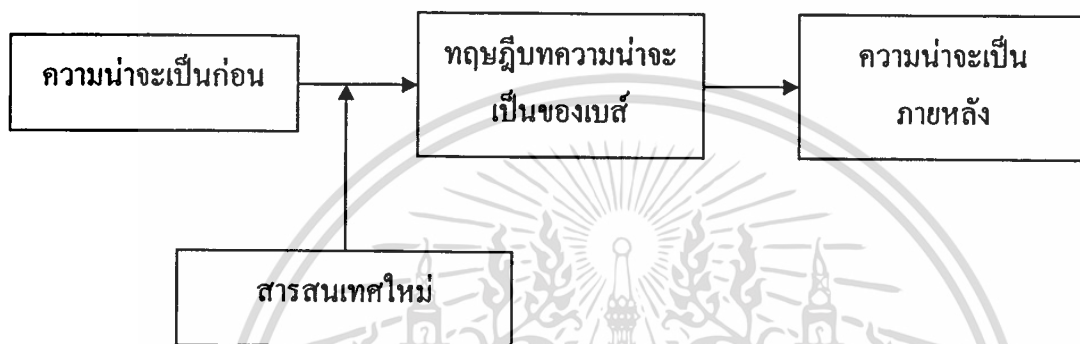 ความน่าจะเป็นก่อน
ทฤษฎีบทความน่าจะ
เป็นของเบส์
ความน่าจะเป็น
ภายหลัง
สารสนเทศใหม่